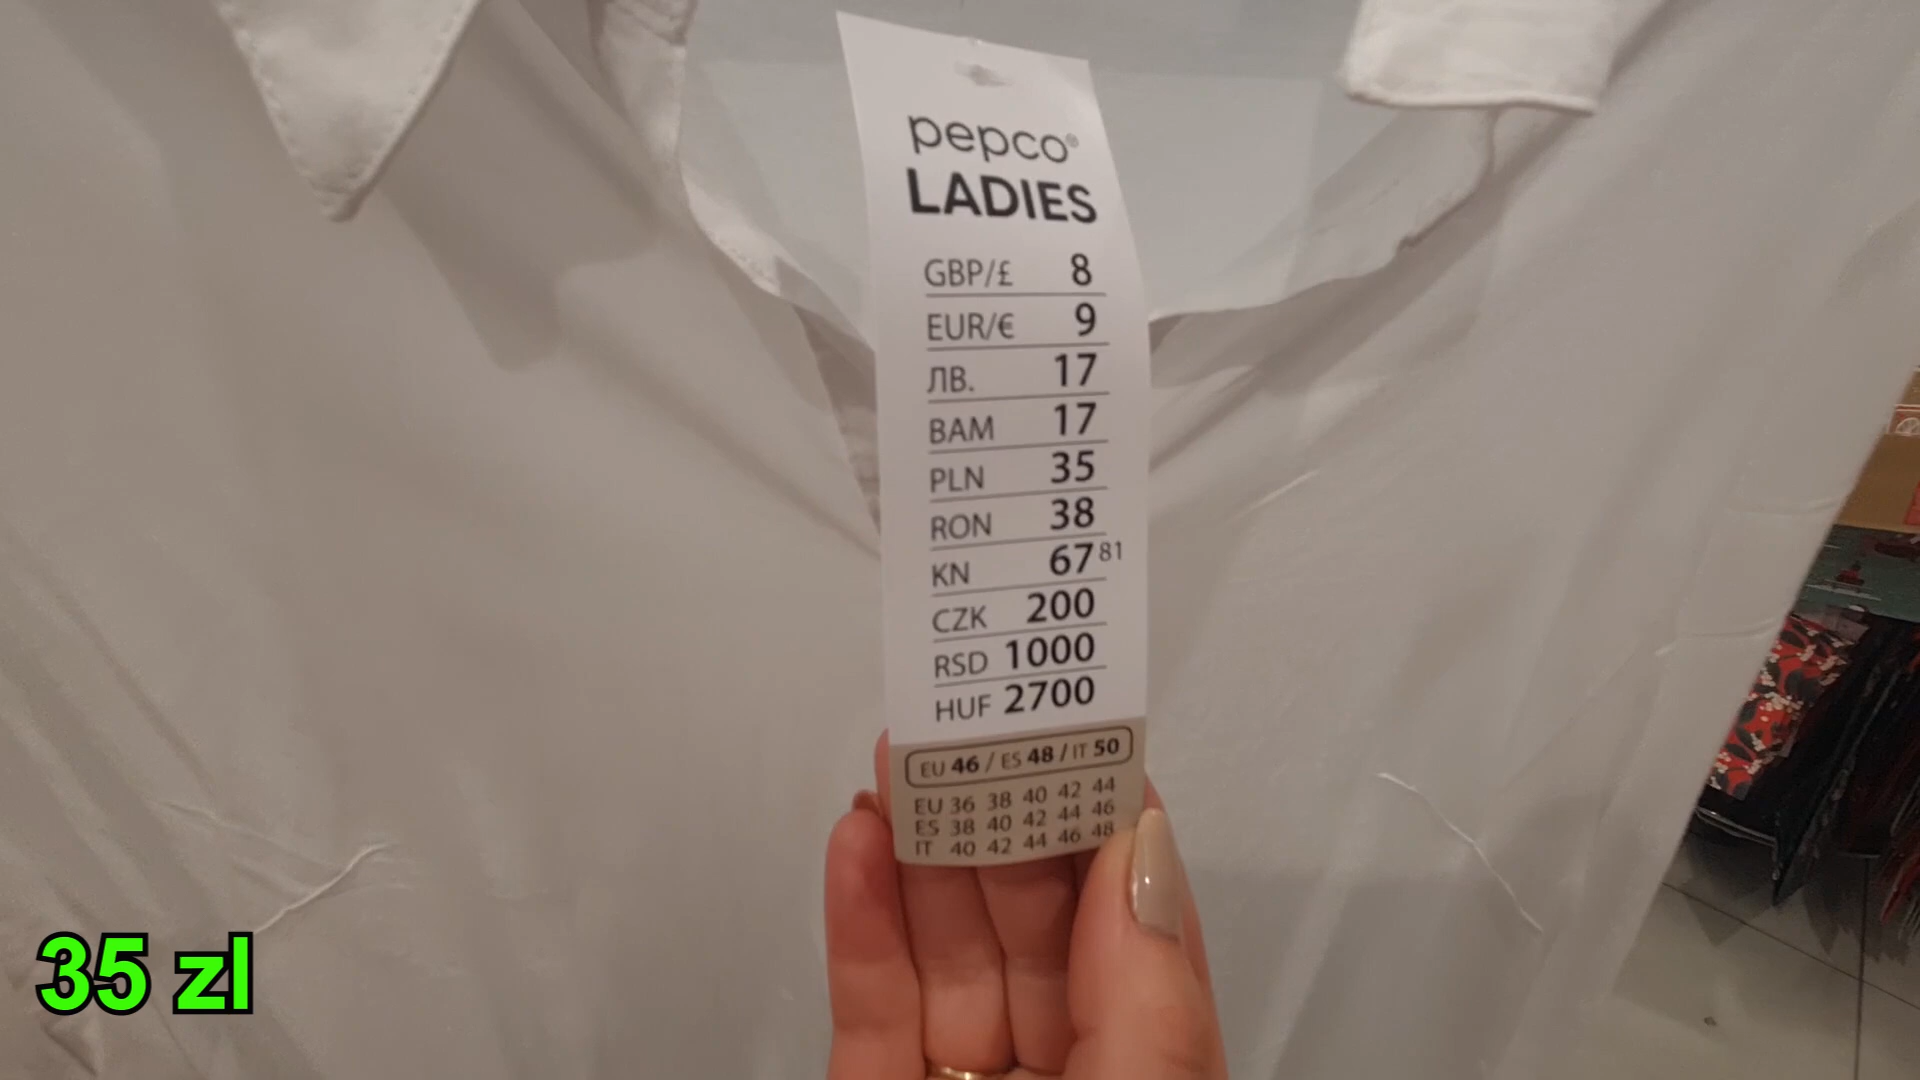 pepco®
LADIES
GBP/£ 8
EUR/€ 9
ЛВ. 17
BAM 17
PLN 35
RON 38
KN 67 81
CZK 200
RSD 1000
HUF 2700
EU 46 / ES 48 / IT 50
EU 36 38 40 42 44
ES 38 40 42 44 46
IT 40 42 44 46 48
35 zl